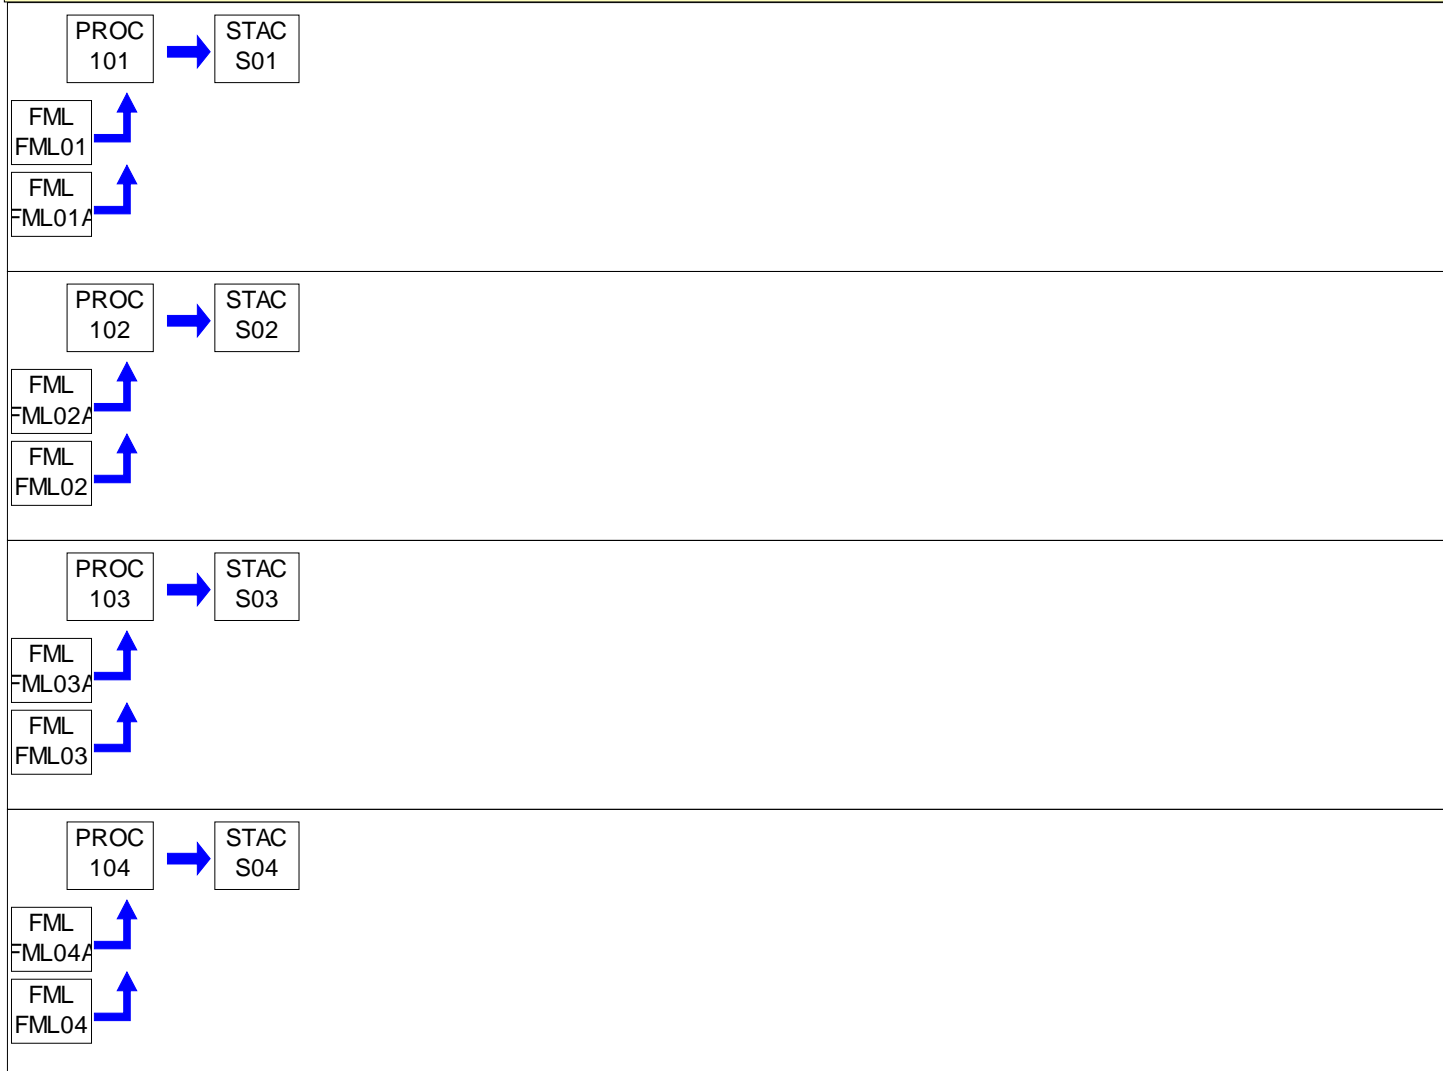 PROC
101
STAC
S01
FML
FML01
FML
FML01A
PROC
102
STAC
S02
FML
FML02A
FML
FML02
PROC
103
STAC
S03
FML
FML03A
FML
FML03
PROC
104
STAC
S04
FML
FML04A
FML
FML04